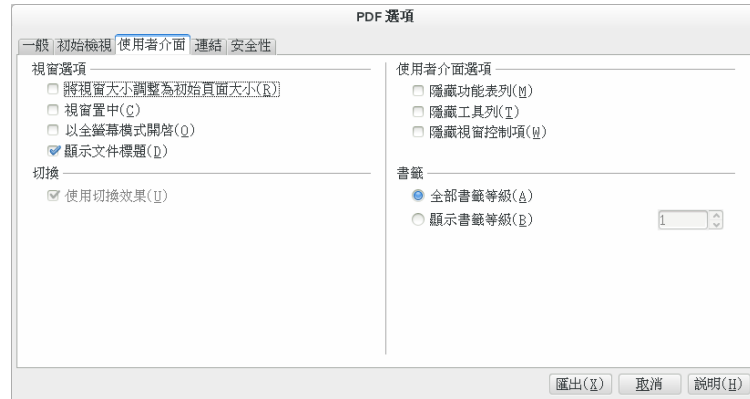 PDF 選項
一般 初始檢視 使用者介面 連結 安全性
視窗選項
將視窗大小調整為初始頁面大小(R)
視窗置中(C)
以全螢幕模式開啓(O)
顯示文件標題(D)
切換
使用切換效果(U)
使用者介面選項
隱藏功能表列(M)
隱藏工具列(T)
隱藏視窗控制項(W)
書籤
全部書籤等級(A)
顯示書籤等級(B) 1
匯出(X) 取消 説明(H)